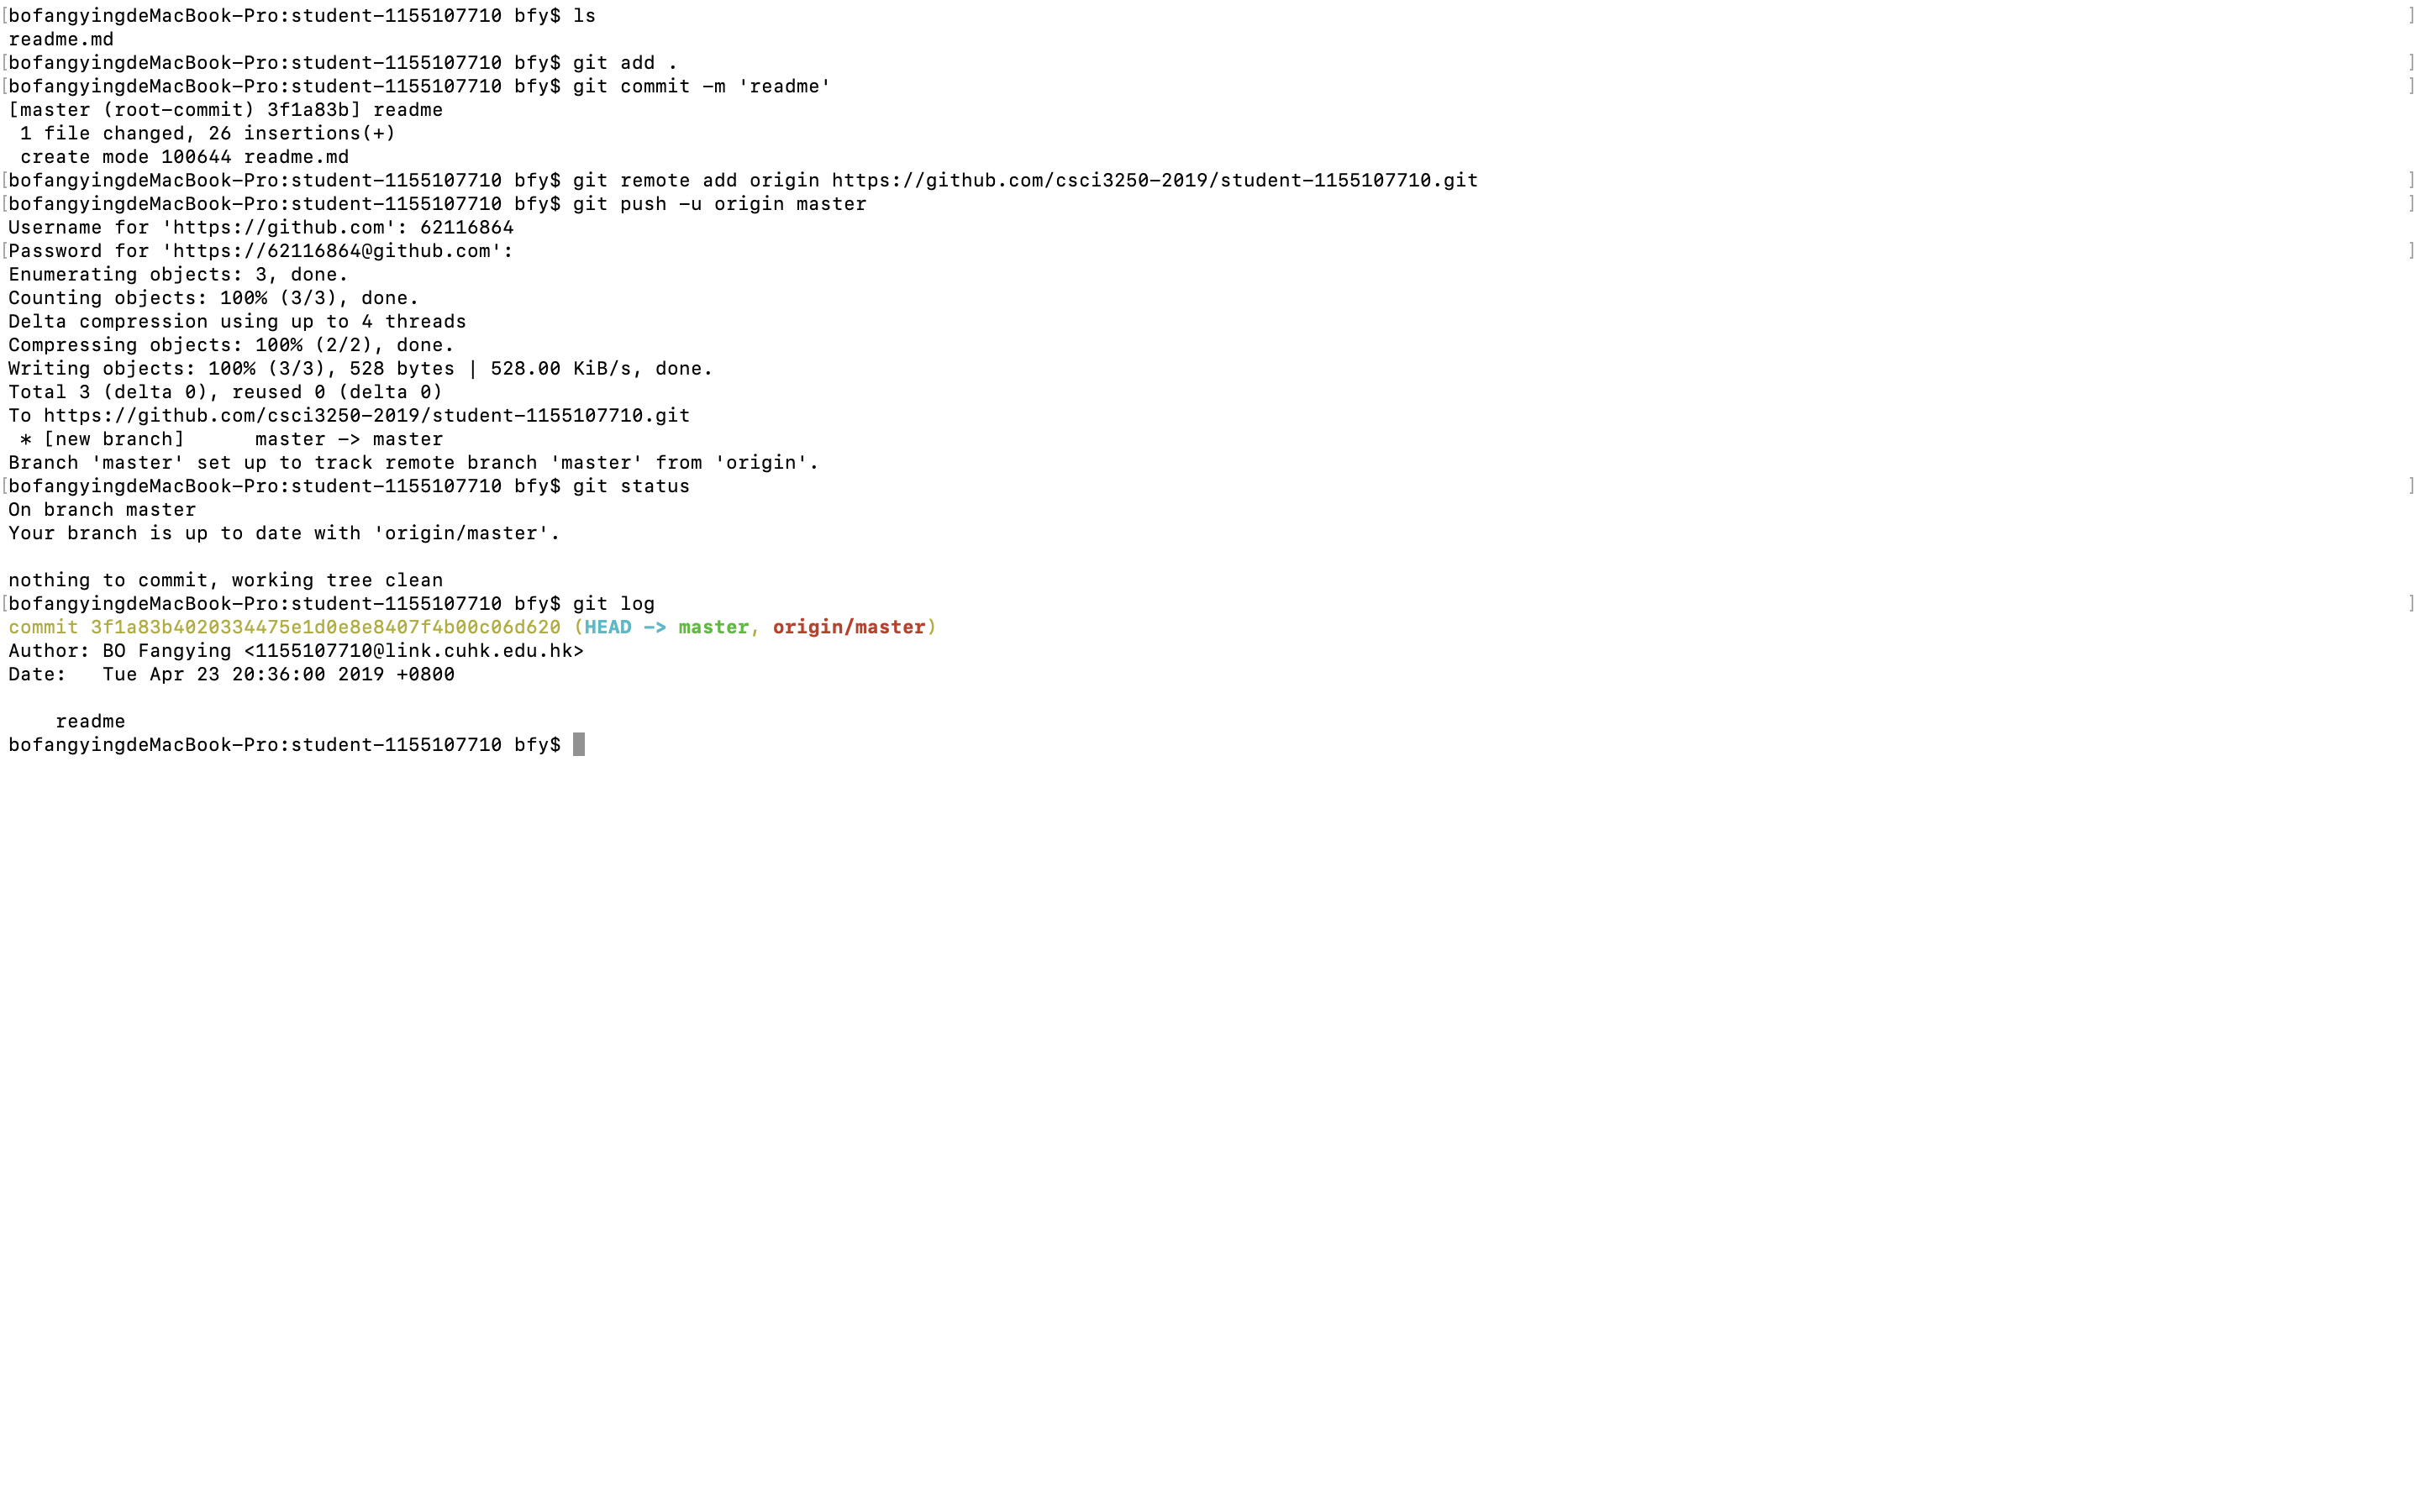 [bofangyingdeMacBook-Pro:student-1155107710 bfy$ ls ]
readme.md
[bofangyingdeMacBook-Pro:student-1155107710 bfy$ git add . ]
[bofangyingdeMacBook-Pro:student-1155107710 bfy$ git commit -m 'readme' ]
[master (root-commit) 3f1a83b] readme
 1 file changed, 26 insertions(+)
 create mode 100644 readme.md
[bofangyingdeMacBook-Pro:student-1155107710 bfy$ git remote add origin https://github.com/csci3250-2019/student-1155107710.git ]
[bofangyingdeMacBook-Pro:student-1155107710 bfy$ git push -u origin master ]
Username for 'https://github.com': 62116864
[Password for 'https://62116864@github.com': ]
Enumerating objects: 3, done.
Counting objects: 100% (3/3), done.
Delta compression using up to 4 threads
Compressing objects: 100% (2/2), done.
Writing objects: 100% (3/3), 528 bytes | 528.00 KiB/s, done.
Total 3 (delta 0), reused 0 (delta 0)
To https://github.com/csci3250-2019/student-1155107710.git
 * [new branch]      master -> master
Branch 'master' set up to track remote branch 'master' from 'origin'.
[bofangyingdeMacBook-Pro:student-1155107710 bfy$ git status ]
On branch master
Your branch is up to date with 'origin/master'.
nothing to commit, working tree clean
[bofangyingdeMacBook-Pro:student-1155107710 bfy$ git log ]
commit 3f1a83b4020334475e1d0e8e8407f4b00c06d620 (HEAD -> master, origin/master)
Author: BO Fangying <1155107710@link.cuhk.edu.hk>
Date:   Tue Apr 23 20:36:00 2019 +0800
    readme
bofangyingdeMacBook-Pro:student-1155107710 bfy$